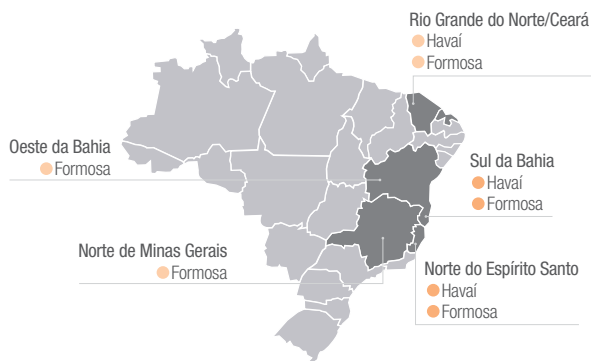 Rio Grande do Norte/Ceará
Havaí
Formosa
Oeste da Bahia
Formosa
Sul da Bahia
Havaí
Formosa
Norte de Minas Gerais
Formosa
Norte do Espírito Santo
Havaí
Formosa